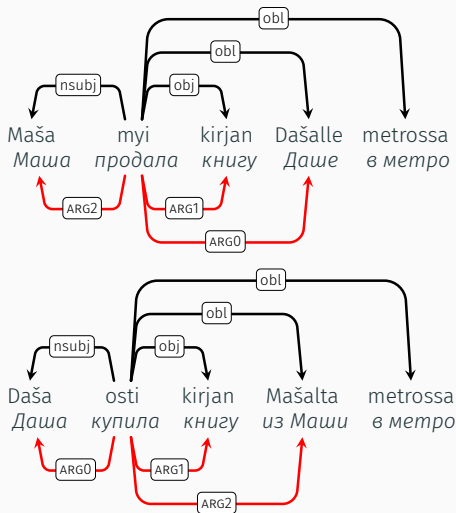 obl
obl
nsubj obj
Maša myi kirjan Dašalle metrossa
Маша продала книгу Даше в метро
ARG2 ARG1
ARG0
obl
obl
nsubj obj
Daša osti kirjan Mašalta metrossa
Даша купила книгу из Маши в метро
ARG0 ARG1
ARG2